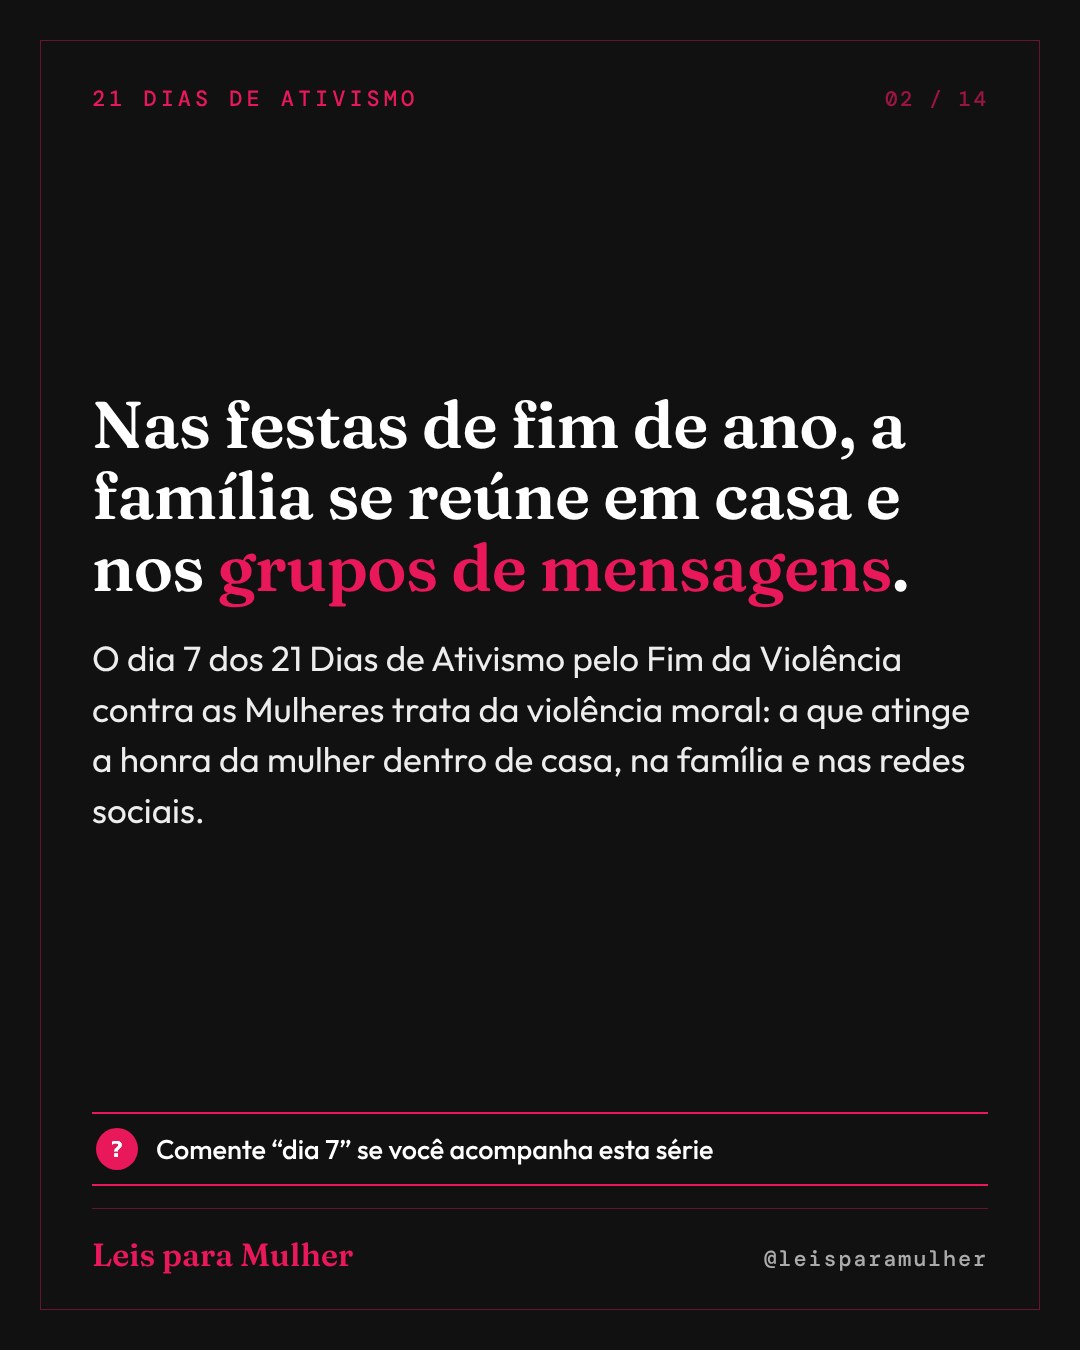 21 DIAS DE ATIVISMO
02 / 14
Nas festas de fim de ano, a
família se reúne em casa e
nos grupos de mensagens.
O dia 7 dos 21 Dias de Ativismo pelo Fim da Violência
contra as Mulheres trata da violência moral: a que atinge
a honra da mulher dentro de casa, na família e nas redes
sociais.
? Comente “dia 7” se você acompanha esta série
Leis para Mulher
@leisparamulher